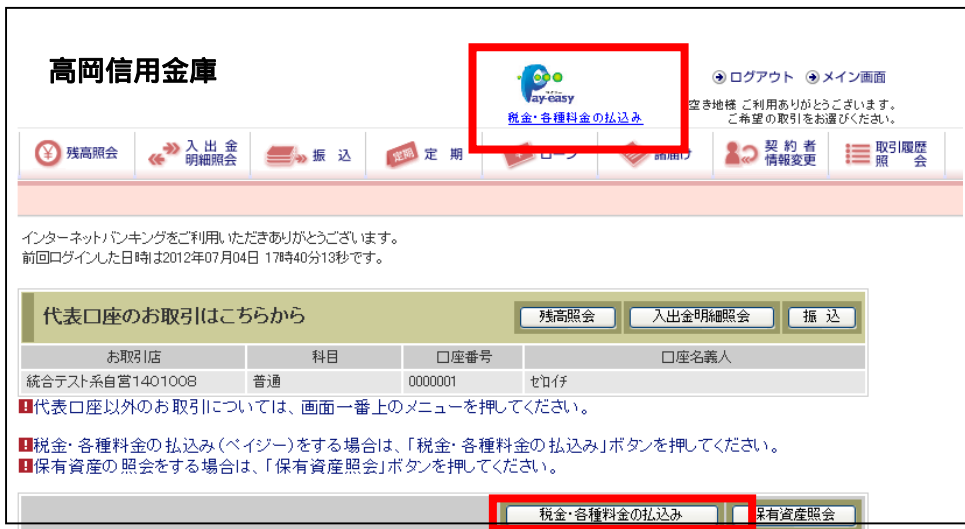 高岡信用金庫
Pay-easy
税金・各種料金の払込み
ログアウト メイン画面
空き地様 ご利用ありがとうございます。
ご希望の取引をお選びください。
残高照会 入出金明細照会 振込 定期 定期 ローン 諸届け 契約者情報変更 取引履歴照会
インターネットバンキングをご利用いただきありがとうございます。
前回ログインした日時は2012年07月04日 17時40分13秒です。
代表口座のお取引はこちらから 残高照会 入出金明細照会 振込
お取引店 科目 口座番号 口座名義人
統合テスト系自営1401008 普通 0000001 ｾﾞﾛｲﾁ
代表口座以外のお取引については、画面一番上のメニューを押してください。
税金・各種料金の払込み(ペイジー)をする場合は、「税金・各種料金の払込み」ボタンを押してください。
保有資産の照会をする場合は、「保有資産照会」ボタンを押してください。
税金・各種料金の払込み 保有資産照会